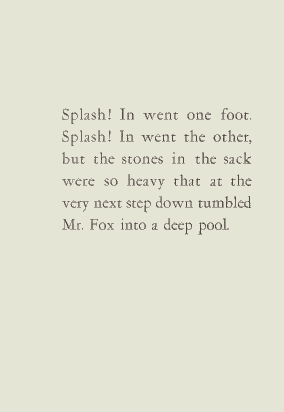 Splash! In went one foot.
Splash! In went the other,
but the stones in the sack
were so heavy that at the
very next step down tumbled
Mr. Fox into a deep pool.